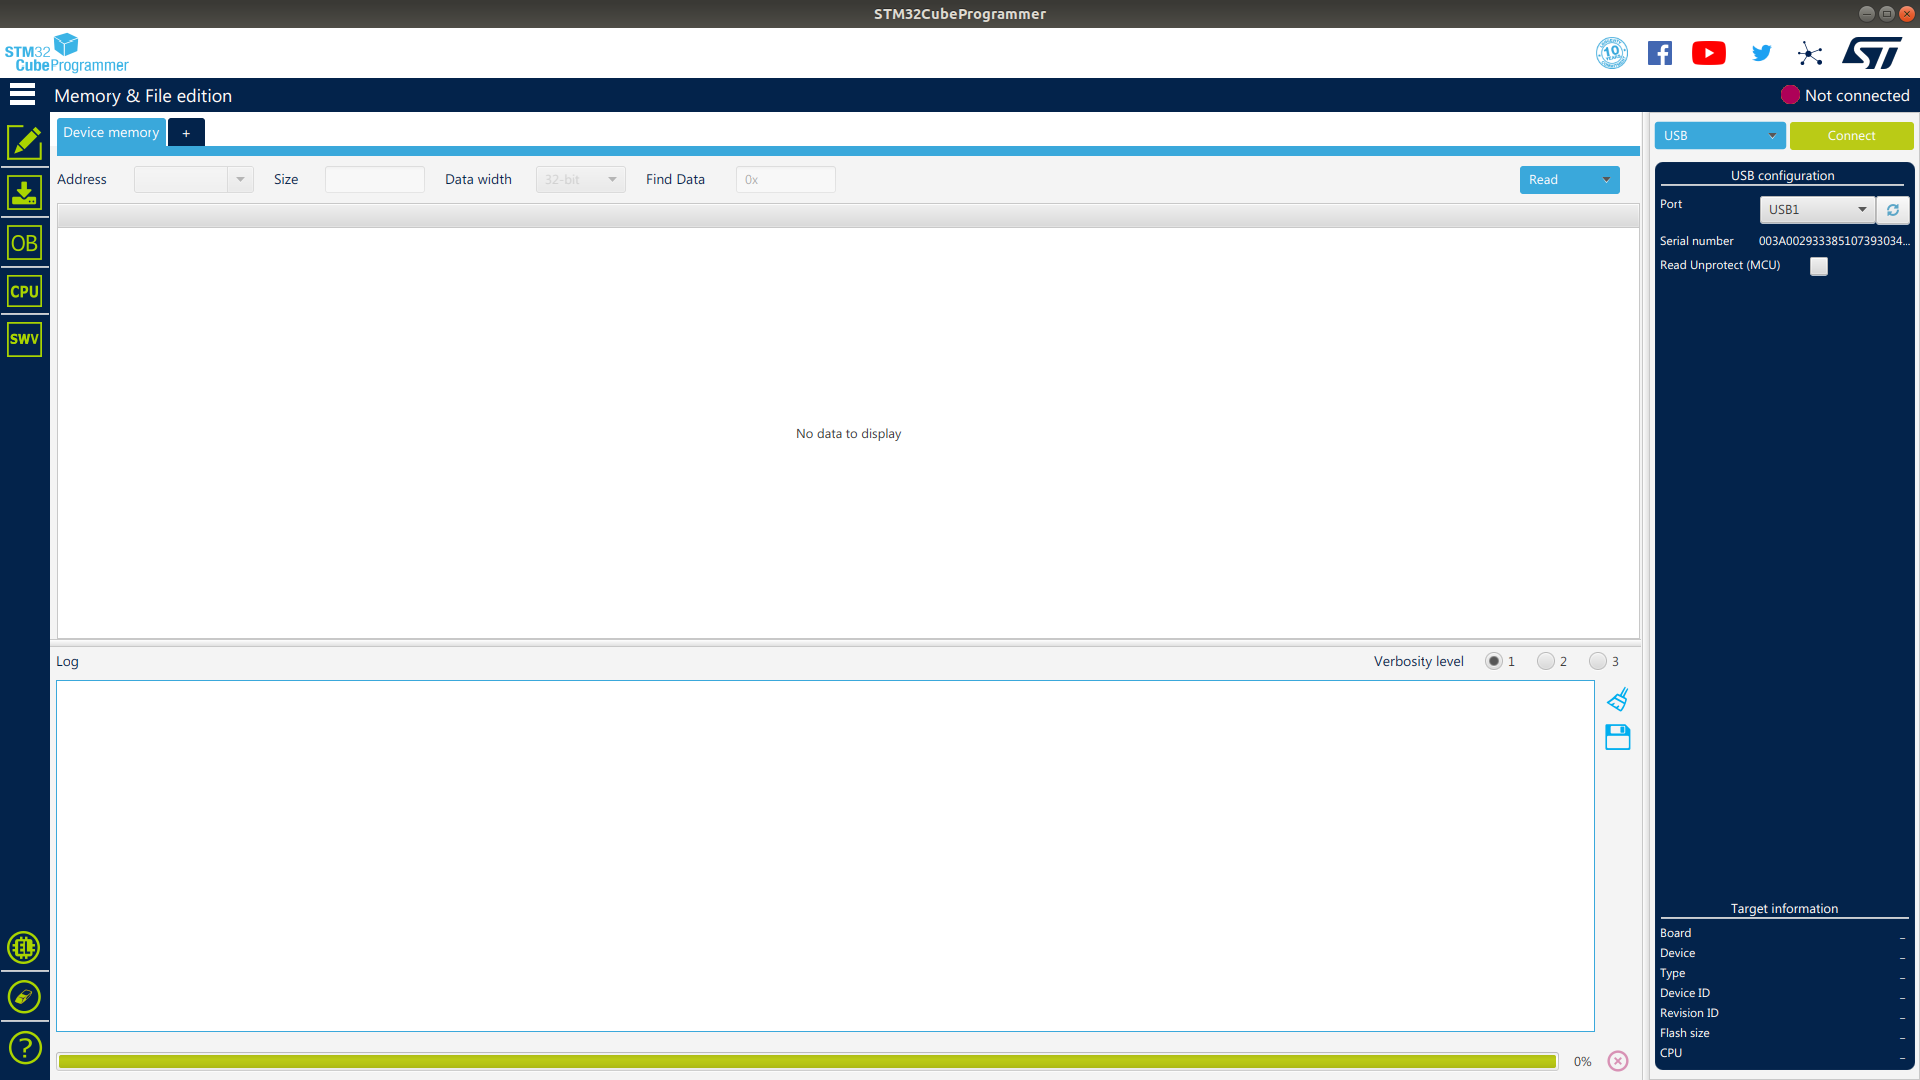 STM32CubeProgrammer
STM32
CubeProgrammer
10
YEARS
Memory & File edition
Not connected
Device memory
+
USB
Connect
Address
Size
Data width
32-bit
Find Data
0x
Read
USB configuration
Port
USB1
Serial number
003A002933385107393034...
Read Unprotect (MCU)
OB
CPU
SWV
No data to display
Log
Verbosity level
1
2
3
Target information
Board
-
Device
-
Type
-
Device ID
-
Revision ID
-
Flash size
-
CPU
-
EL
?
0%